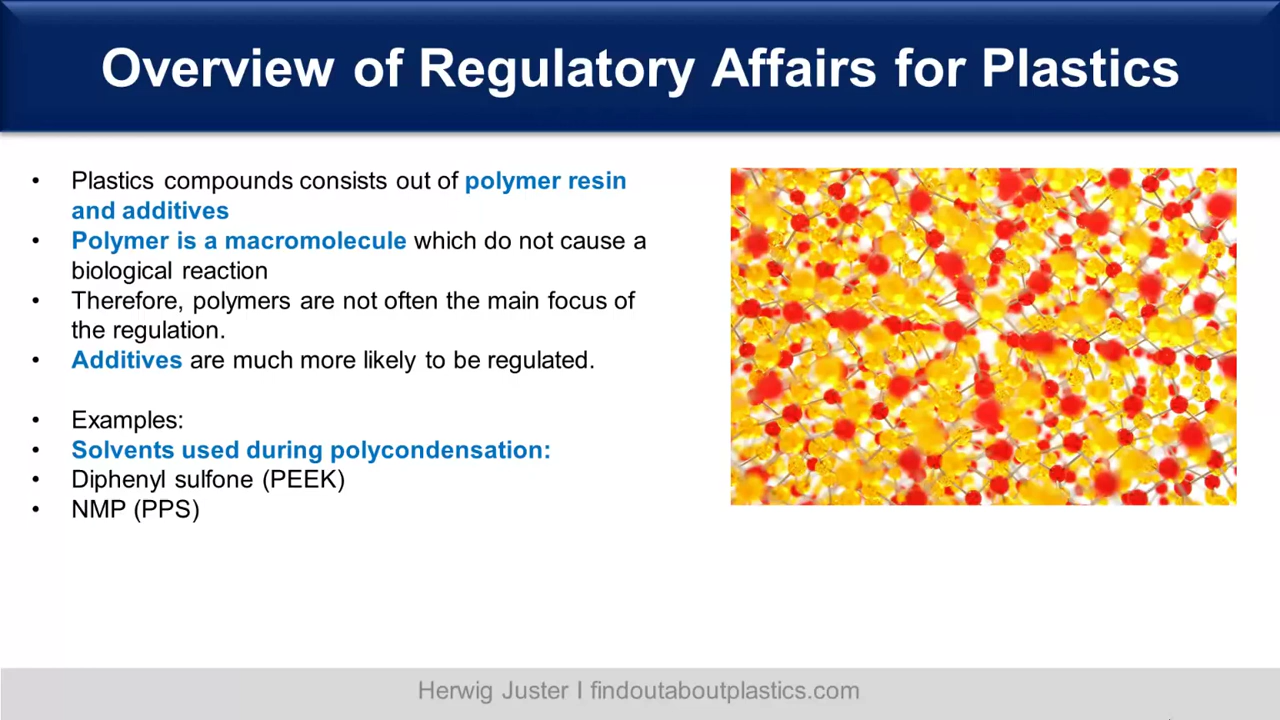 Overview of Regulatory Affairs for Plastics
• Plastics compounds consists out of polymer resin
and additives
• Polymer is a macromolecule which do not cause a
biological reaction
• Therefore, polymers are not often the main focus of
the regulation.
• Additives are much more likely to be regulated.
• Examples:
• Solvents used during polycondensation:
• Diphenyl sulfone (PEEK)
• NMP (PPS)
Herwig Juster I findoutaboutplastics.com